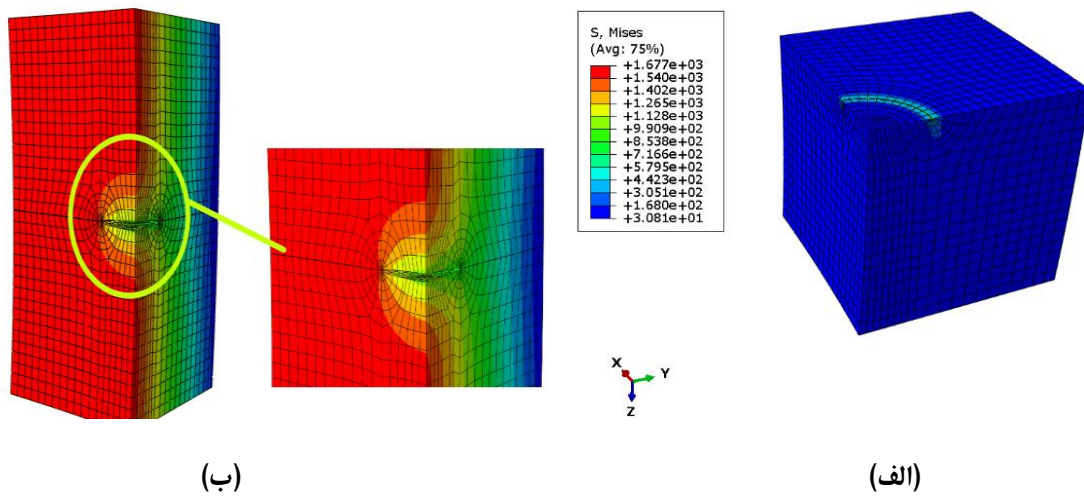 S, Mises
(Avg: 75%)
+1.677e+03
+1.540e+03
+1.402e+03
+1.265e+03
+1.128e+03
+9.909e+02
+8.538e+02
+7.166e+02
+5.795e+02
+4.423e+02
+3.051e+02
+1.680e+02
+3.081e+01
X
Y
Z
(الف)
(ب)